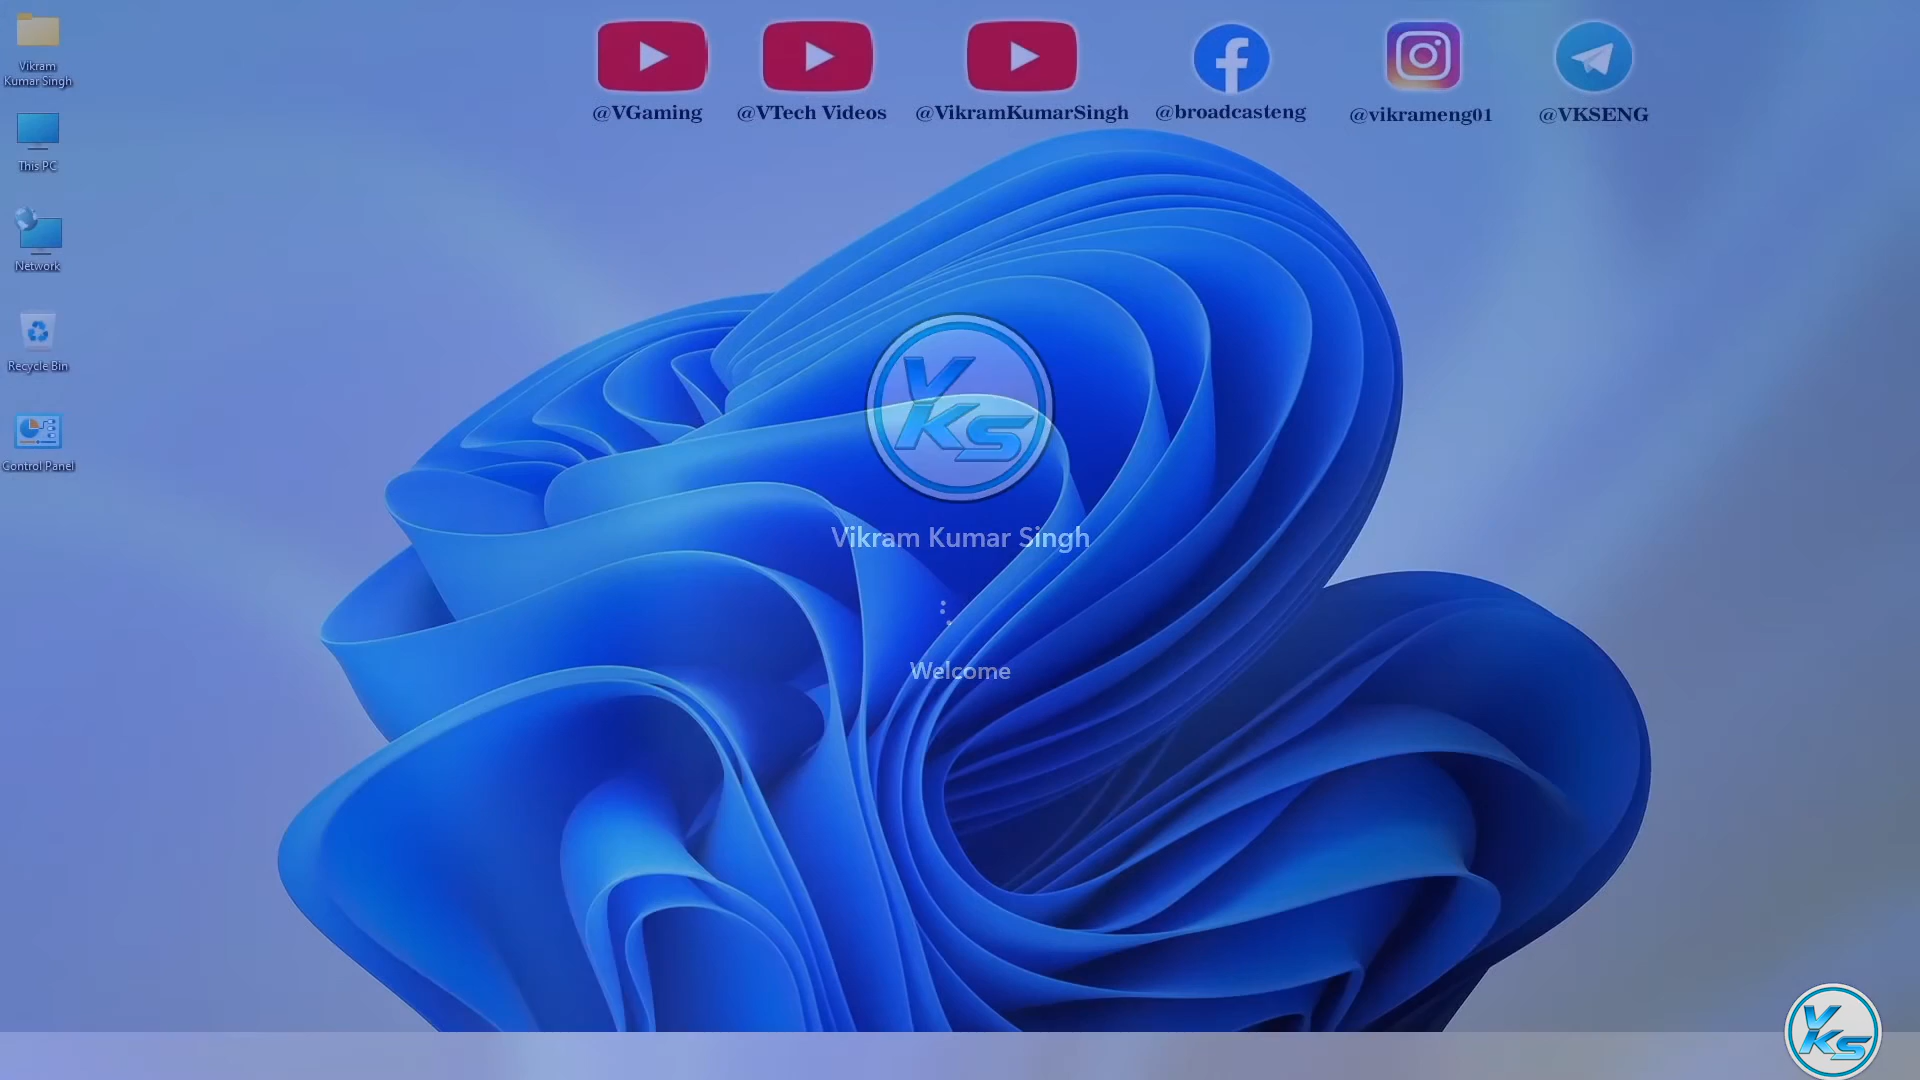 Vikram
Kumar Singh
This PC
Network
Recycle Bin
Control Panel
@VGaming
@VTech Videos
@VikramKumarSingh
@broadcasteng
@vikrameng01
@VKSENG
VKS
Vikram Kumar Singh
Welcome
VKS